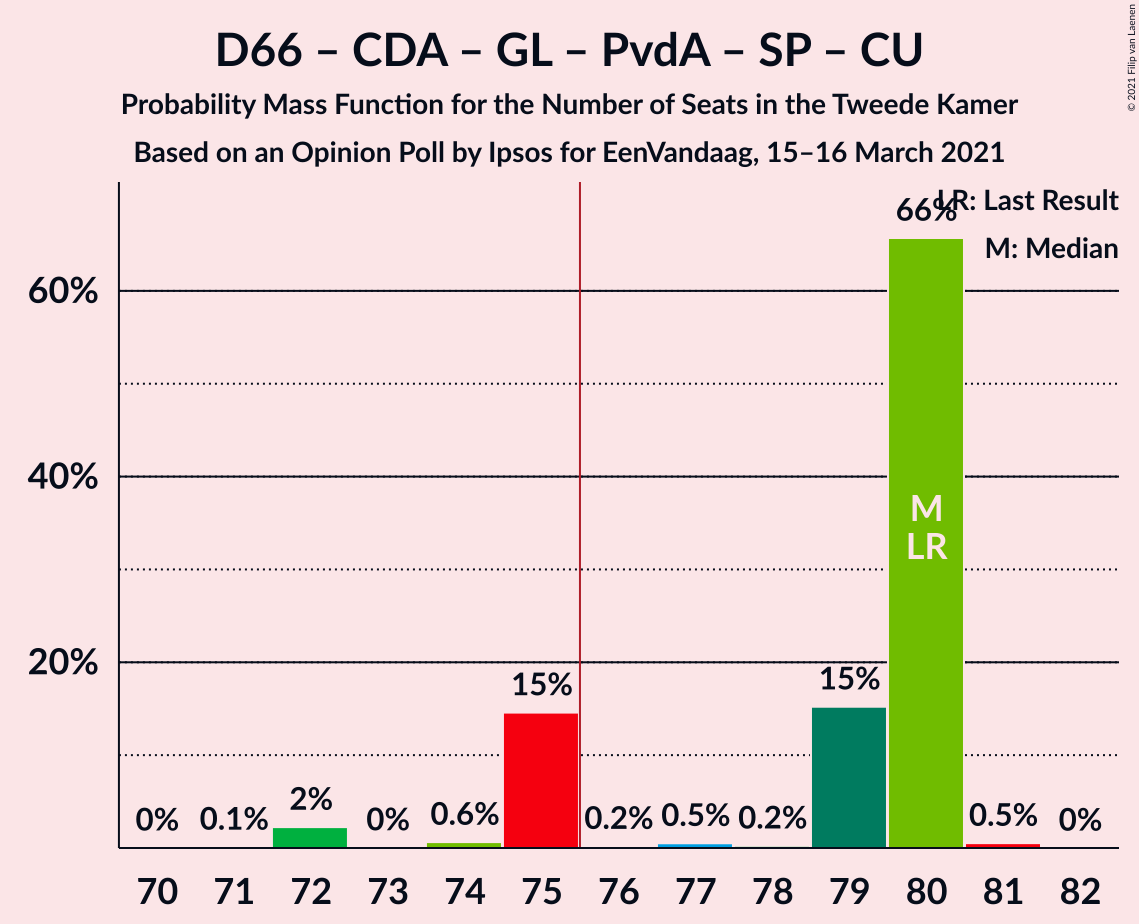 D66 – CDA – GL – PvdA – SP – CU
Probability Mass Function for the Number of Seats in the Tweede Kamer
Based on an Opinion Poll by Ipsos for EenVandaag, 15–16 March 2021
© 2021 Filip van Laenen
LR: Last Result
M: Median
60%
40%
20%
0%
0.1%
2%
0%
0.6%
15%
0.2%
0.5%
0.2%
15%
66%
0.5%
0%
M
LR
70 71 72 73 74 75 76 77 78 79 80 81 82